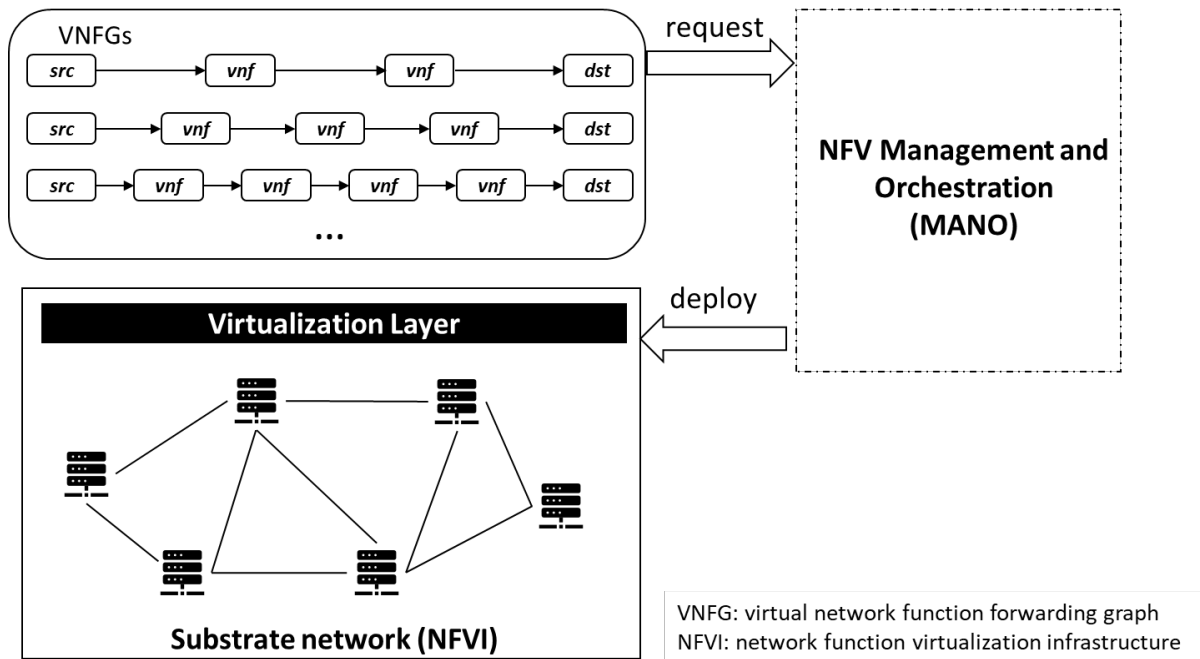 VNFGs
src vnf vnf dst
src vnf vnf vnf dst
src vnf vnf vnf vnf dst
...
request
NFV Management and
Orchestration
(MANO)
deploy
Virtualization Layer
Substrate network (NFVI)
VNFG: virtual network function forwarding graph
NFVI: network function virtualization infrastructure